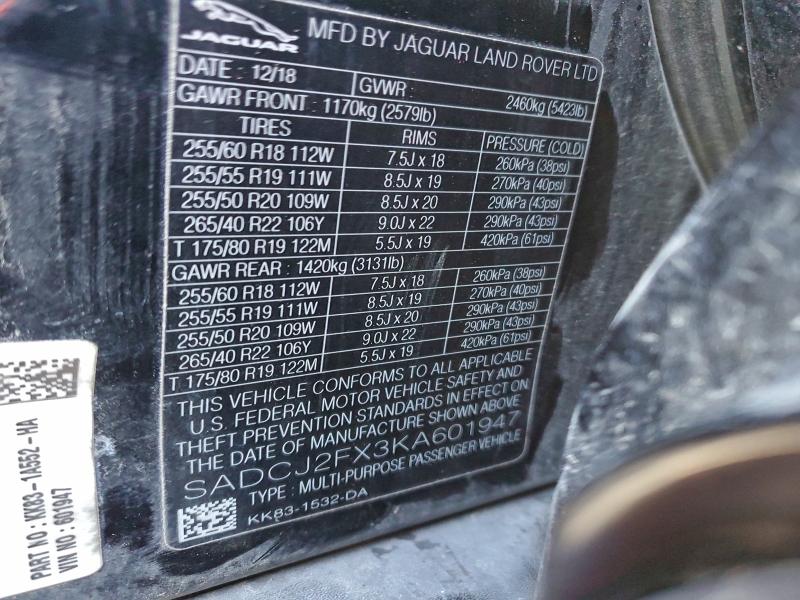 JAGUAR
MFD BY JAGUAR LAND ROVER LTD
DATE : 12/18
GVWR : 2460kg (5423lb)
GAWR FRONT : 1170kg (2579lb)
TIRES RIMS PRESSURE (COLD)
255/60 R18 112W 7.5J x 18 260kPa (38psi)
255/55 R19 111W 8.5J x 19 270kPa (40psi)
255/50 R20 109W 8.5J x 20 290kPa (43psi)
265/40 R22 106Y 9.0J x 22 290kPa (43psi)
T 175/80 R19 122M 5.5J x 19 420kPa (61psi)
GAWR REAR : 1420kg (3131lb)
255/60 R18 112W 7.5J x 18 260kPa (38psi)
255/55 R19 111W 8.5J x 19 270kPa (40psi)
255/50 R20 109W 8.5J x 20 290kPa (43psi)
265/40 R22 106Y 9.0J x 22 290kPa (43psi)
T 175/80 R19 122M 5.5J x 19 420kPa (61psi)
THIS VEHICLE CONFORMS TO ALL APPLICABLE
U.S. FEDERAL MOTOR VEHICLE SAFETY AND
THEFT PREVENTION STANDARDS IN EFFECT ON
THE DATE OF MANUFACTURE SHOWN ABOVE
SADCJ2FX3KA601947
TYPE : MULTI-PURPOSE PASSENGER VEHICLE
KK83-1532-DA
PART NO : KK83-1A552-HA
VIN NO : 601947